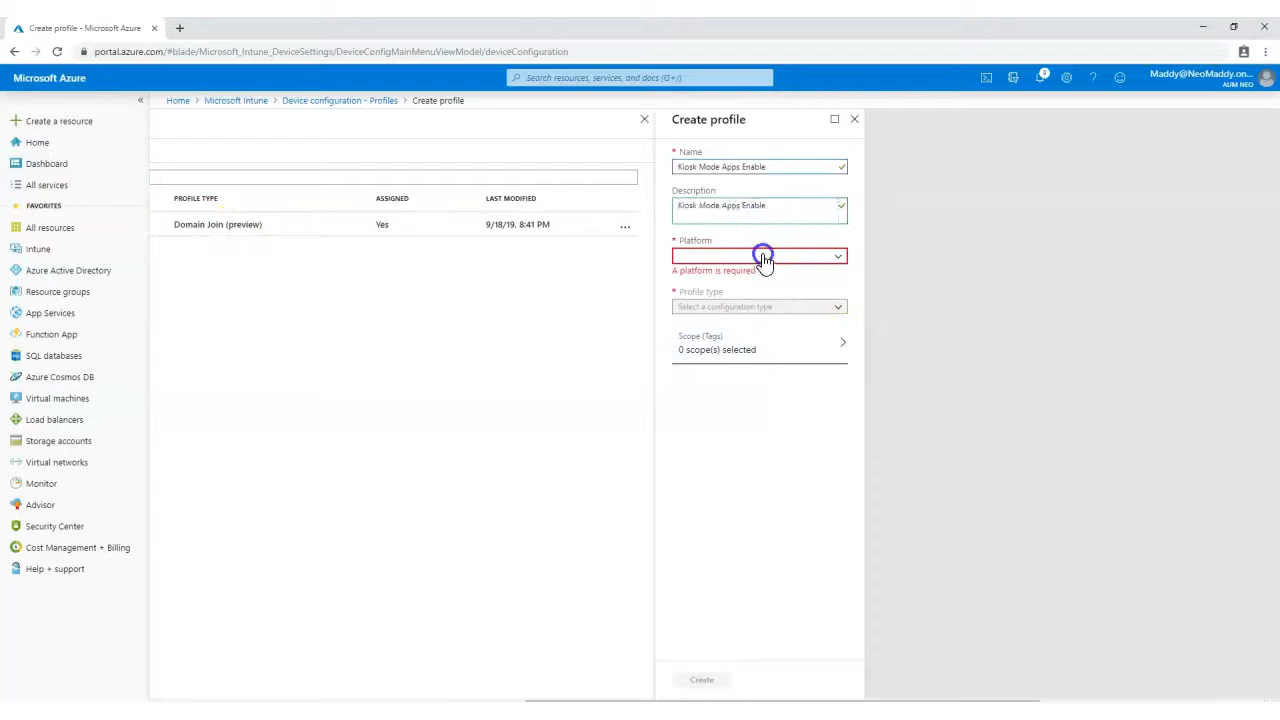 Create profile - Microsoft Azure
portal.azure.com/#blade/Microsoft_Intune_DeviceSettings/DeviceConfigMainMenuViewModel/deviceConfiguration
Microsoft Azure
Search resources, services, and docs (G+/)
Maddy@NeoMaddy.on...
AUM NEO
Home > Microsoft Intune > Device configuration - Profiles > Create profile
Create a resource
Home
Dashboard
All services
FAVORITES
All resources
Intune
Azure Active Directory
Resource groups
App Services
Function App
SQL databases
Azure Cosmos DB
Virtual machines
Load balancers
Storage accounts
Virtual networks
Monitor
Advisor
Security Center
Cost Management + Billing
Help + support
PROFILE TYPE ASSIGNED LAST MODIFIED
Domain Join (preview) Yes 9/18/19, 8:41 PM ...
Create profile
* Name
Kiosk Mode Apps Enable
Description
Kiosk Mode Apps Enable
* Platform
A platform is required
* Profile type
Select a configuration type
Scope (Tags)
0 scope(s) selected
Create